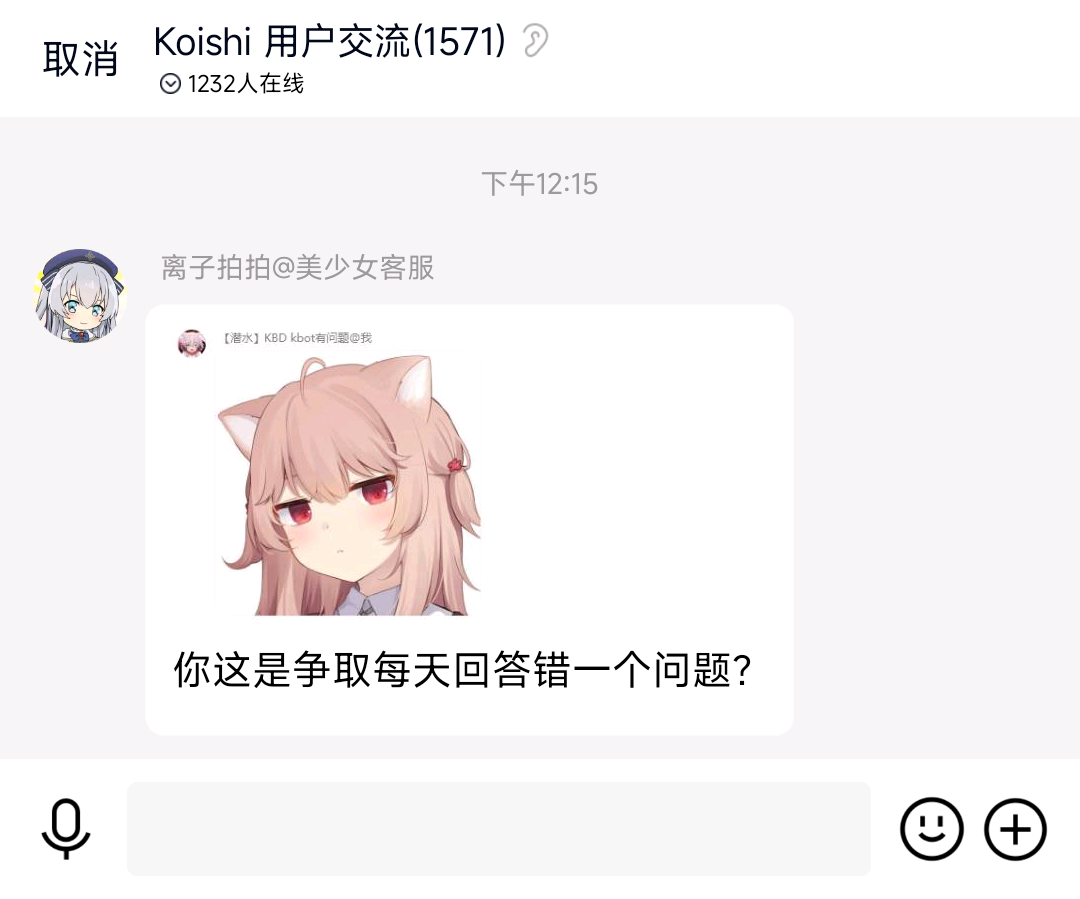 取消
Koishi 用户交流(1571)
1232人在线
下午12:15
离子拍拍@美少女客服
【潜水】KBD kbot有问题@我
你这是争取每天回答错一个问题？